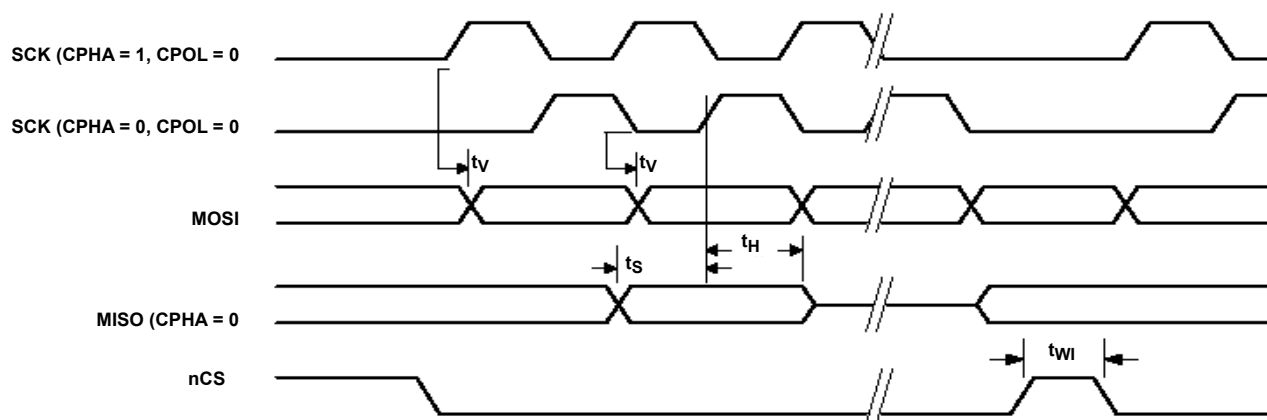 SCK (CPHA = 1, CPOL = 0
SCK (CPHA = 0, CPOL = 0
tV
tV
MOSI
tH
tS
MISO (CPHA = 0
tWI
nCS